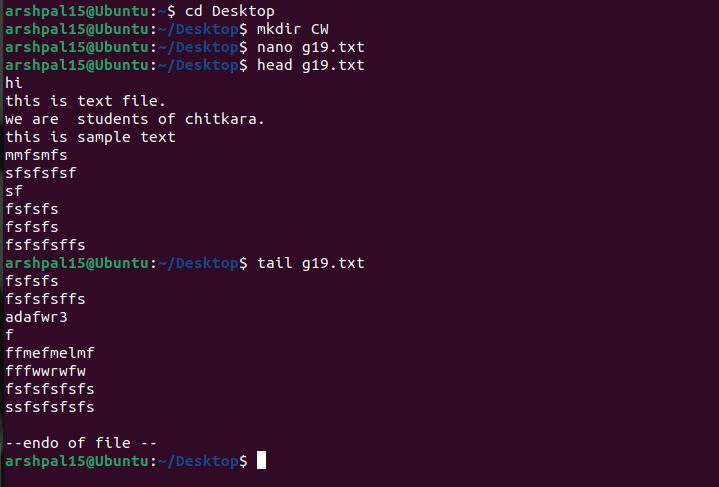 arshpal15@Ubuntu:~$ cd Desktop
arshpal15@Ubuntu:~/Desktop$ mkdir CW
arshpal15@Ubuntu:~/Desktop$ nano g19.txt
arshpal15@Ubuntu:~/Desktop$ head g19.txt
hi
this is text file.
we are  students of chitkara.
this is sample text
mmfsmfs
sfsfsfsf
sf
fsfsfs
fsfsfs
fsfsfsffs
arshpal15@Ubuntu:~/Desktop$ tail g19.txt
fsfsfs
fsfsfsffs
adafwr3
f
ffmefmelmf
fffwwrwfw
fsfsfsfsfs
ssfsfsfsfs

--endo of file --
arshpal15@Ubuntu:~/Desktop$